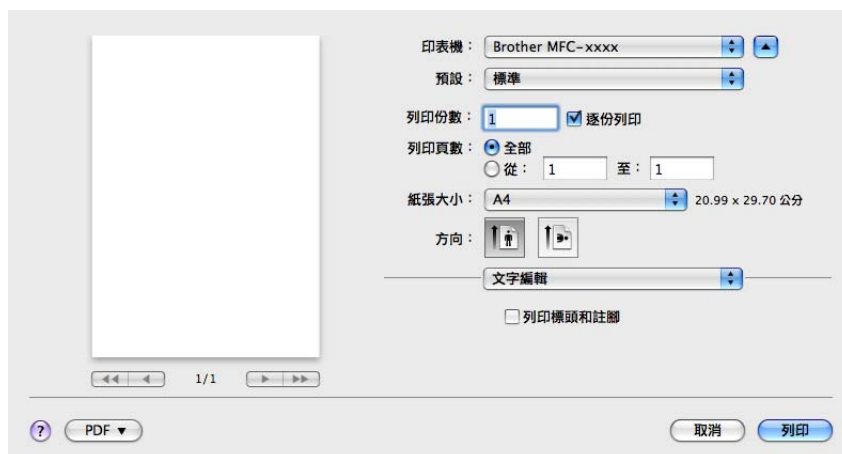 印表機： Brother MFC-xxxx
預設： 標準
列印份數： 1 逐份列印
列印頁數： 全部
從： 1 至： 1
紙張大小： A4 20.99 x 29.70 公分
方向：
文字編輯
列印標頭和註腳
1/1
? PDF ▼ 取消 列印